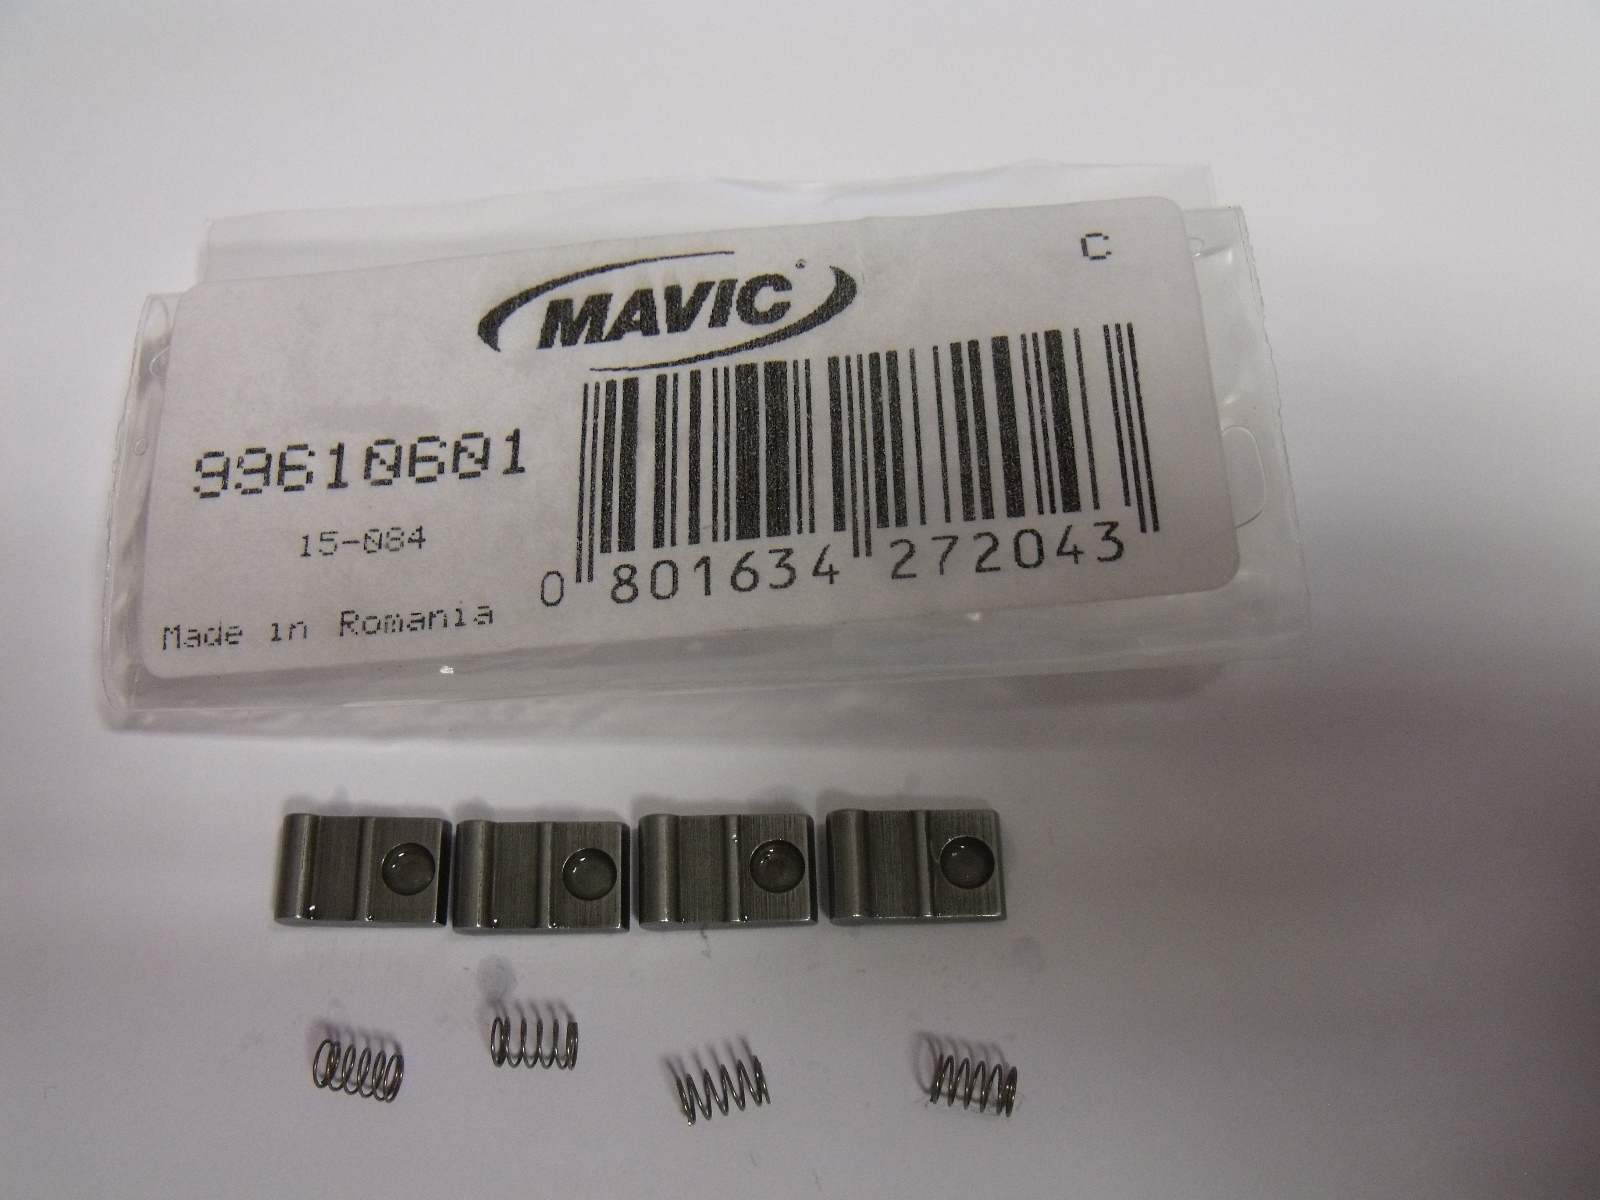 MAVIC®
C
99610601
15-084
0 801634 272043
Made in Romania